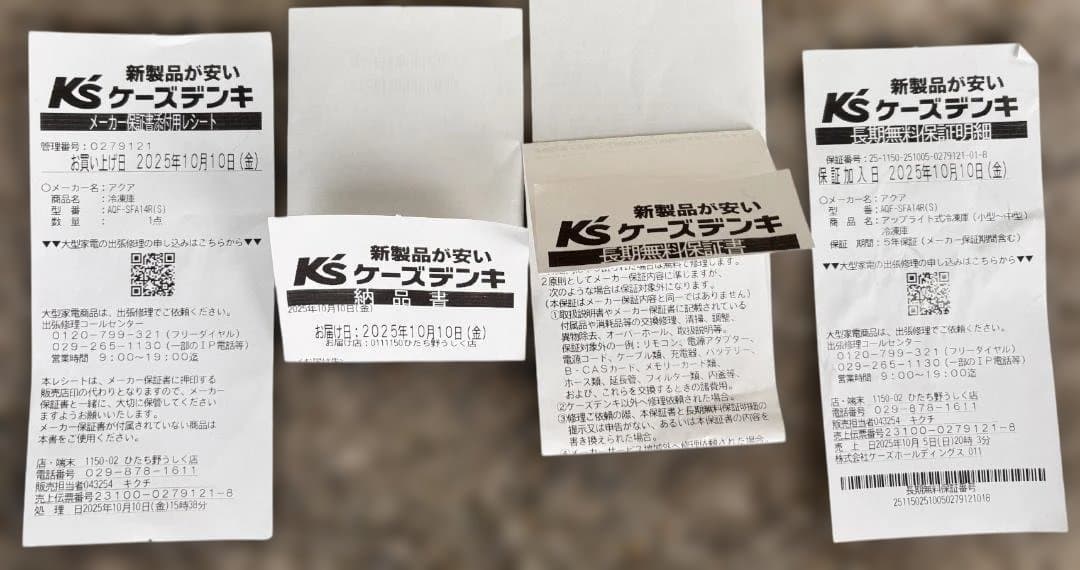 新製品が安い
K's ケーズデンキ
メーカー保証書添付用レシート
管理番号：0279121
お買い上げ日 2025年10月10日(金)
○メーカー名：アクア
商品名：冷凍庫
型 番：AQF-SFA14R(S)
数 量： 1点
▼▼大型家電の出張修理の申し込みはこちらから▼▼
大型家電商品は、出張修理でご依頼ください。
出張修理コールセンター
0120-799-321(フリーダイヤル)
029-265-1130(一部のIP電話等)
営業時間 9:00～19:00迄
本レシートは、メーカー保証書に押印する
販売店印の代わりとなりますので、メーカー
保証書と一緒に、大切に保管してください
ますようお願いいたします。
メーカー保証書が付属されていない商品は
本書をご使用ください。
店・端末 1150-02 ひたち野うしく店
電話番号 029-878-1611
販売担当者043254 キクチ
売上伝票番号23100-0279121-8
処 理 日2025年10月10日(金)15時38分
新製品が安い
K's ケーズデンキ
納品書
2025年10月10日(金)
お届け日：2025年10月10日(金)
お届け店：0111150ひたち野うしく店
新製品が安い
K's ケーズデンキ
長期無料保証書
2原則としてメーカー保証内容に準じますが、
次のような場合は保証対象外になります。
(本保証はメーカー保証内容と同一ではありません)
①取扱説明書やメーカー保証書に記載されている
付属品や消耗品等の交換修理、清掃、調整、
異物除去、オーバーホール、取扱説明等。
保証対象外の一例：リモコン、電源アダプター、
電源コード、ケーブル類、充電器、バッテリー、
B-CASカード、メモリーカード類、
ホース類、延長管、フィルター類、内蓋等、
および、これらを交換するときの諸費用。
②ケーズデンキ以外へ修理依頼された場合。
③修理ご依頼の際、本保証書と長期無料保証明細の
提示又は申告がない、あるいは本保証書の内容を
書き換えられた場合。
新製品が安い
K's ケーズデンキ
長期無料保証明細
保証番号：25-1150-251005-0279121-01-8
保証加入日 2025年10月10日(金)
○メーカー名：アクア
型 番：AQF-SFA14R(S)
商 品 名：アップライト式冷凍庫(小型～中型)
冷凍庫
保証 期間：5年保証(メーカー保証期間含む)
▼▼大型家電の出張修理の申し込みはこちらから▼▼
大型家電商品は、出張修理でご依頼ください。
出張修理コールセンター
0120-799-321(フリーダイヤル)
029-265-1130(一部のIP電話等)
営業時間 9:00～19:00迄
店・端末 1150-02 ひたち野うしく店
電話番号 029-878-1611
販売担当者043254 キクチ
売上伝票番号23100-0279121-8
売 上 日2025年10月 5日(日)20時 3分
株式会社ケーズホールディングス 011
長期無料保証番号
2511502510050279121018